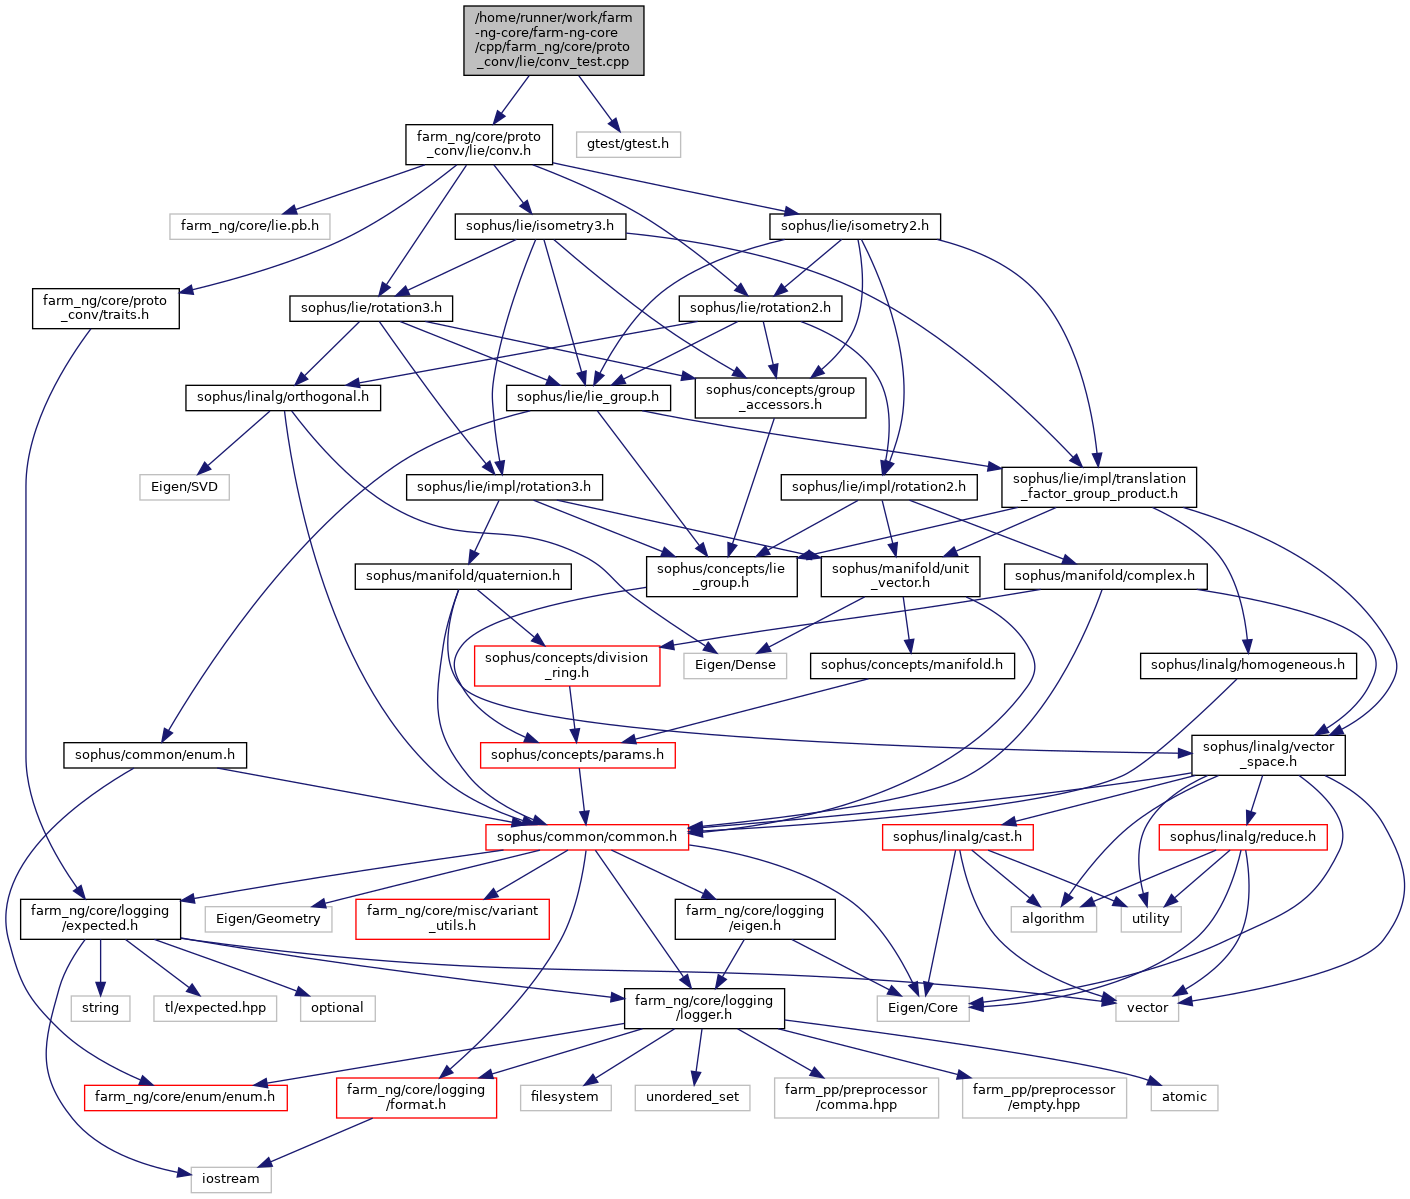 /home/runner/work/farm
-ng-core/farm-ng-core
/cpp/farm_ng/core/proto
_conv/lie/conv_test.cpp
farm_ng/core/proto
_conv/lie/conv.h
gtest/gtest.h
farm_ng/core/lie.pb.h
sophus/lie/isometry3.h
sophus/lie/isometry2.h
farm_ng/core/proto
_conv/traits.h
sophus/lie/rotation3.h
sophus/lie/rotation2.h
sophus/linalg/orthogonal.h
sophus/lie/lie_group.h
sophus/concepts/group
_accessors.h
Eigen/SVD
sophus/lie/impl/rotation3.h
sophus/lie/impl/rotation2.h
sophus/lie/impl/translation
_factor_group_product.h
sophus/manifold/quaternion.h
sophus/concepts/lie
_group.h
sophus/manifold/unit
_vector.h
sophus/manifold/complex.h
sophus/concepts/division
_ring.h
Eigen/Dense
sophus/concepts/manifold.h
sophus/linalg/homogeneous.h
sophus/common/enum.h
sophus/concepts/params.h
sophus/linalg/vector
_space.h
sophus/common/common.h
sophus/linalg/cast.h
sophus/linalg/reduce.h
farm_ng/core/logging
/expected.h
Eigen/Geometry
farm_ng/core/misc/variant
_utils.h
farm_ng/core/logging
/eigen.h
algorithm
utility
string
tl/expected.hpp
optional
farm_ng/core/logging
/logger.h
Eigen/Core
vector
farm_ng/core/enum/enum.h
farm_ng/core/logging
/format.h
filesystem
unordered_set
farm_pp/preprocessor
/comma.hpp
farm_pp/preprocessor
/empty.hpp
atomic
iostream